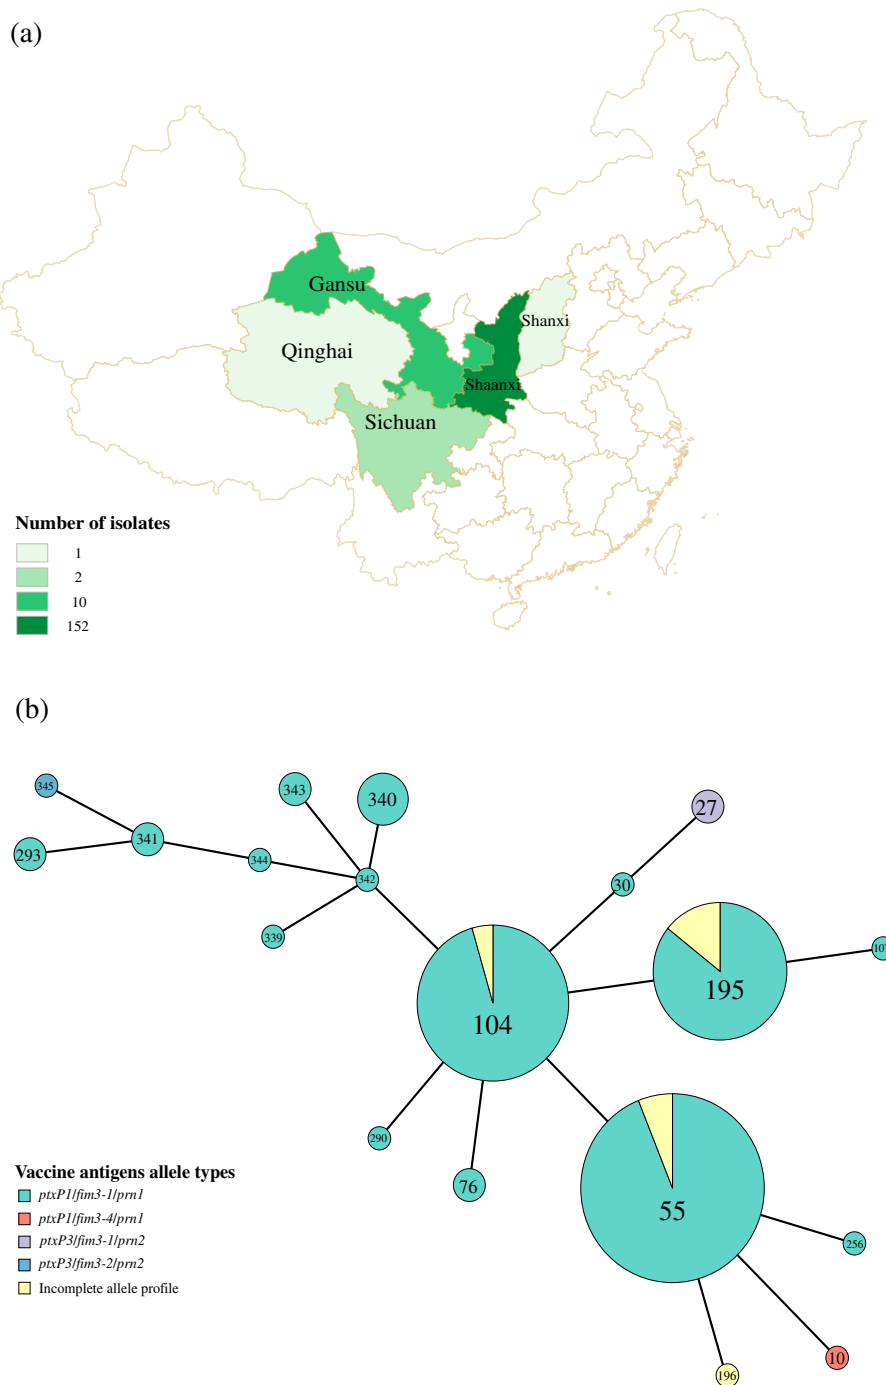 (a)
Gansu
Shanxi
Qinghai
Shaanxi
Sichuan
Number of isolates
1
2
10
152
(b)
345
343
340
27
341
293
344
342
30
339
107
195
104
290
76
55
256
10
196
Vaccine antigens allele types
ptxP1/fim3-1/prn1
ptxP1/fim3-4/prn1
ptxP3/fim3-1/prn2
ptxP3/fim3-2/prn2
Incomplete allele profile